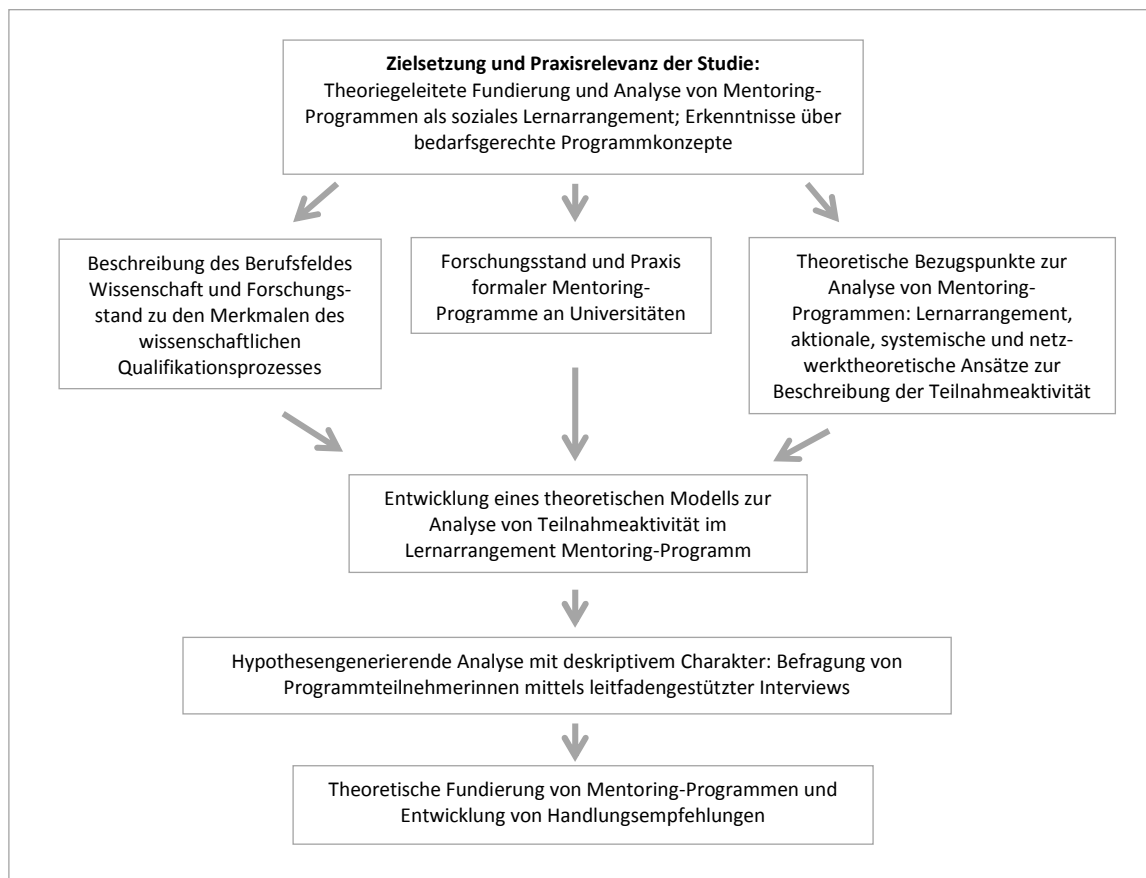 Zielsetzung und Praxisrelevanz der Studie:
Theoriegeleitete Fundierung und Analyse von Mentoring-
Programmen als soziales Lernarrangement; Erkenntnisse über
bedarfsgerechte Programmkonzepte
Beschreibung des Berufsfeldes
Wissenschaft und Forschungs-
stand zu den Merkmalen des
wissenschaftlichen
Qualifikationsprozesses
Forschungsstand und Praxis
formaler Mentoring-
Programme an Universitäten
Theoretische Bezugspunkte zur
Analyse von Mentoring-
Programmen: Lernarrangement,
aktionale, systemische und netz-
werktheoretische Ansätze zur
Beschreibung der Teilnahmeaktivität
Entwicklung eines theoretischen Modells zur
Analyse von Teilnahmeaktivität im
Lernarrangement Mentoring-Programm
Hypothesengenerierende Analyse mit deskriptivem Charakter: Befragung von
Programmteilnehmerinnen mittels leitfadengestützter Interviews
Theoretische Fundierung von Mentoring-Programmen und
Entwicklung von Handlungsempfehlungen